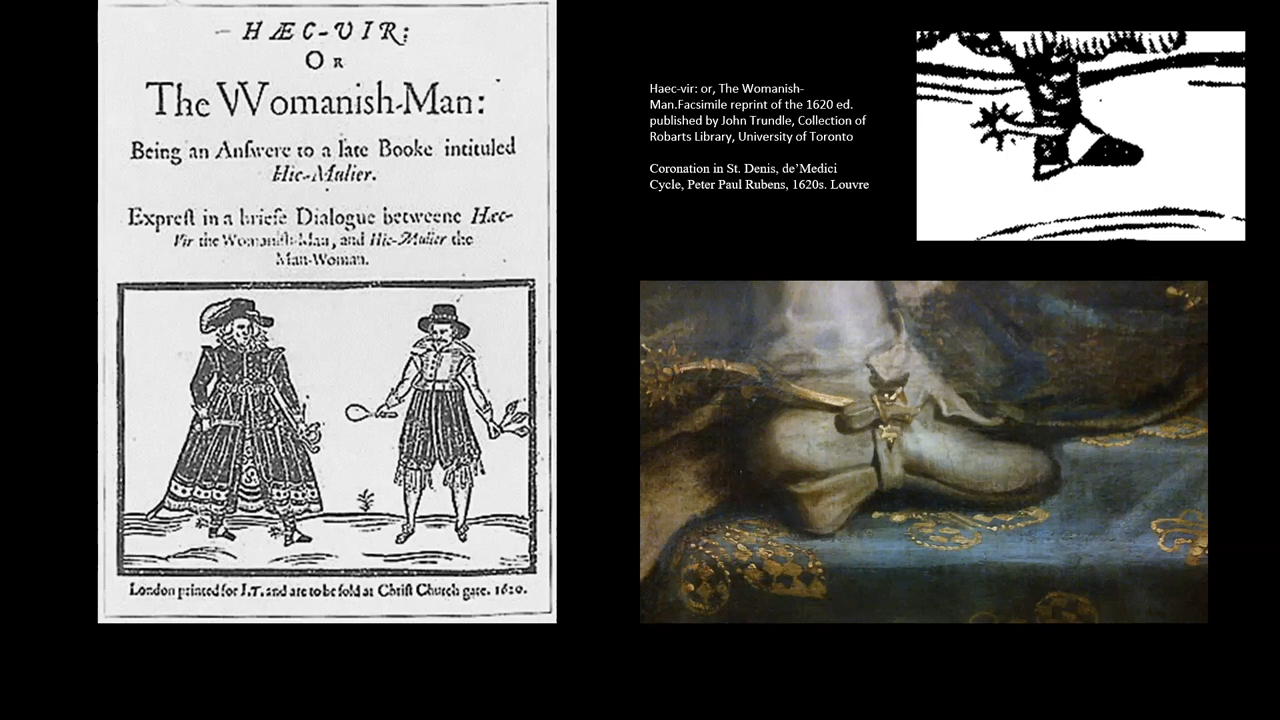 HÆC-VIR:
OR
The Womanish-Man:
Being an Anſwere to a late Booke intituled
Hic-Mulier.
Expreſt in a briefe Dialogue betweene Hæc-
Vir the Womaniſh-Man, and Hic-Mulier the
Man-Woman.
London printed for I.T. and are to be ſold at Chriſt Church gate. 1620.
Haec-vir: or, The Womanish-
Man.Facsimile reprint of the 1620 ed.
published by John Trundle, Collection of
Robarts Library, University of Toronto
Coronation in St. Denis, de’Medici
Cycle, Peter Paul Rubens, 1620s. Louvre